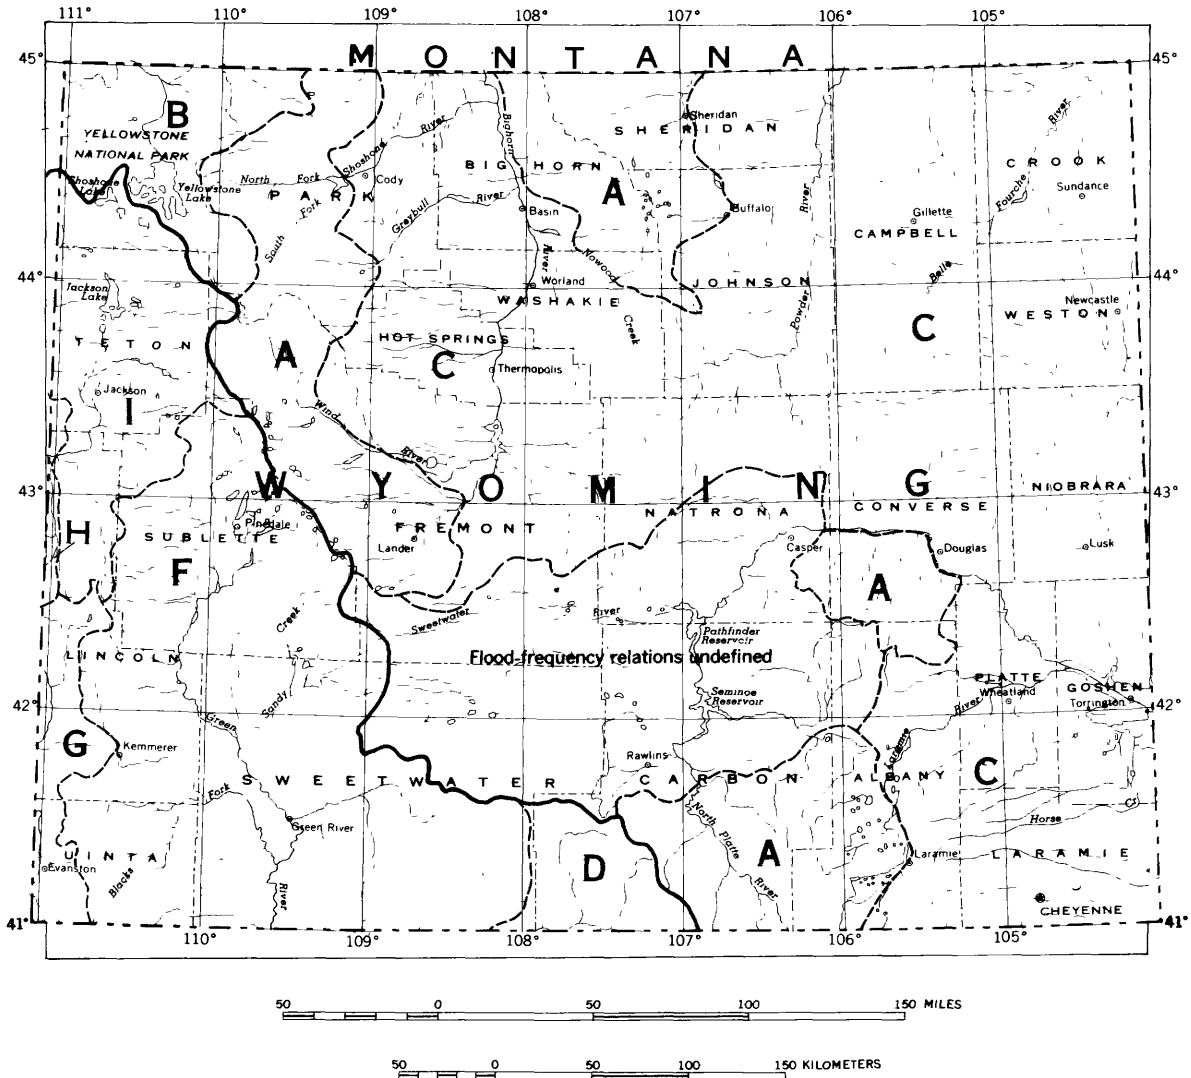 111° 110° 109° 108° 107° 106° 105°
45° M O N T A N A 45°
B
YELLOWSTONE
NATIONAL PARK
Shoshone
Lake
Yellowstone
Lake
North Fork Shoshone River
South Fork
PARK
Cody
Greybull River
Bighorn River
BIG HORN
Basin
A
SHERIDAN
Sheridan
Buffalo
Powder River
Gillette
CAMPBELL
Belle Fourche River
CROOK
Sundance
44° 44°
Jackson
Lake
TETON
Jackson
I
A
HOT SPRINGS
C
Worland
WASHAKIE
Thermopolis
Nowood Creek
JOHNSON
C
Newcastle
WESTON
Wind River
43° W Y O M I N G 43°
H
Pinedale
SUBLETTE
F
FREMONT
Lander
NATRONA
Casper
CONVERSE
Douglas
NIOBRARA
Lusk
A
Sweetwater River
Pathfinder
Reservoir
Flood-frequency relations undefined
Seminoe
Reservoir
LINCOLN
Creek
Sandy
PLATTE
Wheatland
GOSHEN
Torrington
42° 42°
G
Kemmerer
Green
SWEETWATER
Rawlins
CARBON
ALBANY
Laramie River
C
Fork
Green River
Horse Cr
UINTA
Evanston
Blacks
River
D
North Platte River
A
Laramie
LARAMIE
CHEYENNE
41° 41°
110° 109° 108° 107° 106° 105°
50 0 50 100 150 MILES
50 0 50 100 150 KILOMETERS